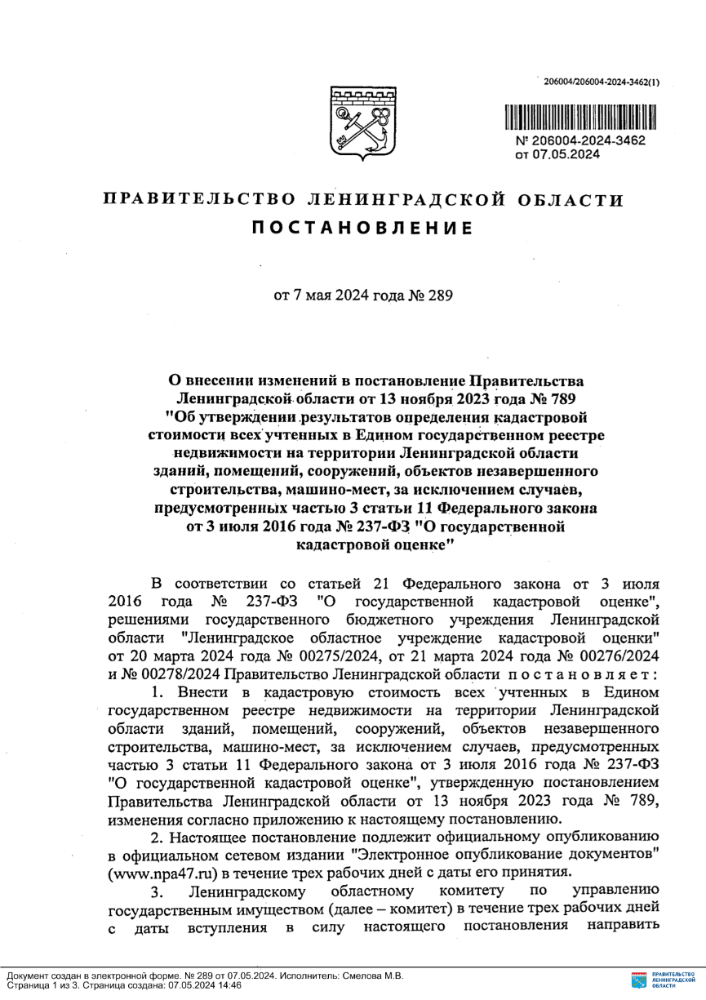 206004/206004-2024-3462(1)
№ 206004-2024-3462
от 07.05.2024
ПРАВИТЕЛЬСТВО ЛЕНИНГРАДСКОЙ ОБЛАСТИ
ПОСТАНОВЛЕНИЕ
от 7 мая 2024 года № 289
О внесении изменений в постановление Правительства
Ленинградской области от 13 ноября 2023 года № 789
"Об утверждении результатов определения кадастровой
стоимости всех учтенных в Едином государственном реестре
недвижимости на территории Ленинградской области
зданий, помещений, сооружений, объектов незавершенного
строительства, машино-мест, за исключением случаев,
предусмотренных частью 3 статьи 11 Федерального закона
от 3 июля 2016 года № 237-ФЗ "О государственной
кадастровой оценке"
В соответствии со статьей 21 Федерального закона от 3 июля
2016 года № 237-ФЗ "О государственной кадастровой оценке",
решениями государственного бюджетного учреждения Ленинградской
области "Ленинградское областное учреждение кадастровой оценки"
от 20 марта 2024 года № 00275/2024, от 21 марта 2024 года № 00276/2024
и № 00278/2024 Правительство Ленинградской области п о с т а н о в л я е т :
1. Внести в кадастровую стоимость всех учтенных в Едином
государственном реестре недвижимости на территории Ленинградской
области зданий, помещений, сооружений, объектов незавершенного
строительства, машино-мест, за исключением случаев, предусмотренных
частью 3 статьи 11 Федерального закона от 3 июля 2016 года № 237-ФЗ
"О государственной кадастровой оценке", утвержденную постановлением
Правительства Ленинградской области от 13 ноября 2023 года № 789,
изменения согласно приложению к настоящему постановлению.
2. Настоящее постановление подлежит официальному опубликованию
в официальном сетевом издании "Электронное опубликование документов"
(www.npa47.ru) в течение трех рабочих дней с даты его принятия.
3. Ленинградскому областному комитету по управлению
государственным имуществом (далее – комитет) в течение трех рабочих дней
с даты вступления в силу настоящего постановления направить
Документ создан в электронной форме. № 289 от 07.05.2024. Исполнитель: Смелова М.В.
Страница 1 из 3. Страница создана: 07.05.2024 14:46
ПРАВИТЕЛЬСТВО
ЛЕНИНГРАДСКОЙ
ОБЛАСТИ